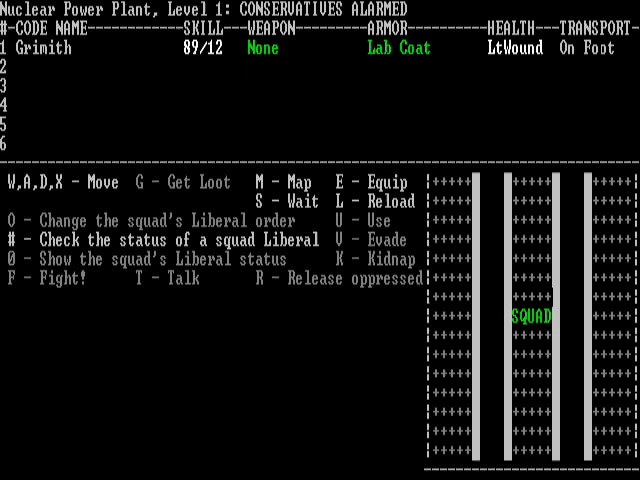 Nuclear Power Plant, Level 1: CONSERVATIVES ALARMED
#-CODE NAME------------SKILL---WEAPON---------ARMOR----------HEALTH---TRANSPORT-
1 Grimith 89/12 None Lab Coat LtWound On Foot
2
3
4
5
6
W,A,D,X - Move G - Get Loot M - Map E - Equip
S - Wait L - Reload
O - Change the squad's Liberal order U - Use
# - Check the status of a squad Liberal V - Evade
0 - Show the squad's Liberal status K - Kidnap
F - Fight! T - Talk R - Release oppressed
SQUAD